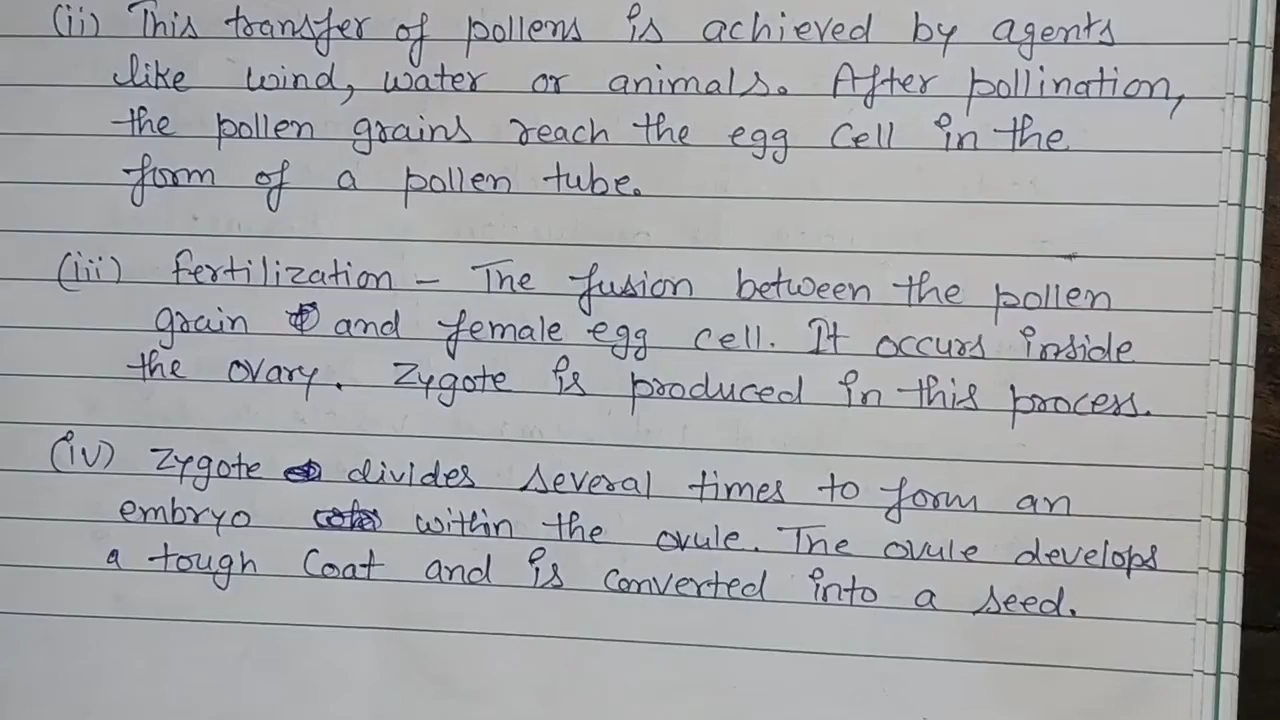 (ii) This transfer of pollens is achieved by agents
like wind, water or animals. After pollination,
the pollen grains reach the egg cell in the
form of a pollen tube.
(iii) fertilization - The fusion between the pollen
grain and female egg cell. It occurs inside
the ovary. Zygote is produced in this process.
(iv) Zygote divides several times to form an
embryo within the ovule. The ovule develops
a tough coat and is converted into a seed.